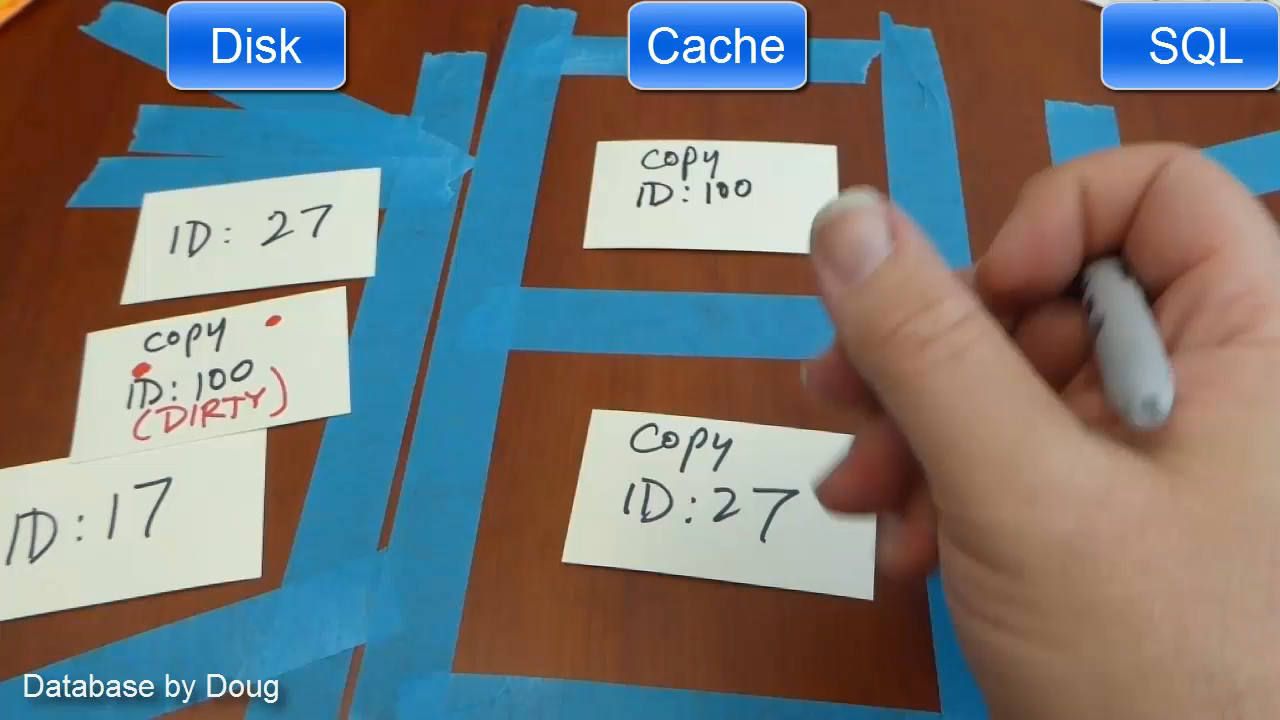 Disk
Cache
SQL
ID: 27
COPY
ID: 100
(DIRTY)
ID: 17
COPY
ID: 100
COPY
ID: 27
Database by Doug